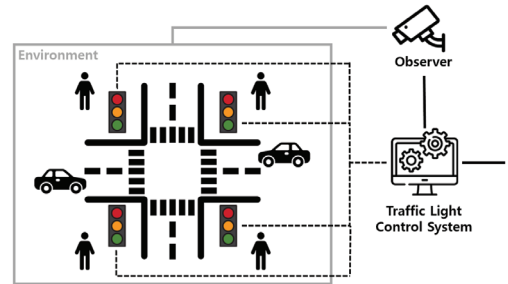 Environment
Observer
Traffic Light
Control System